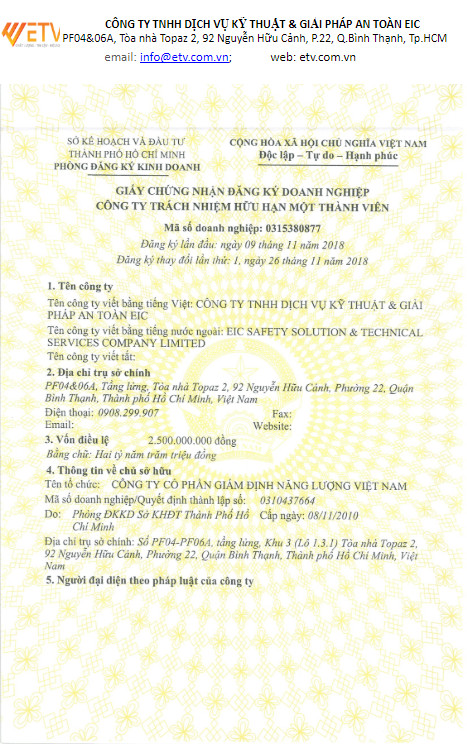 CÔNG TY TNHH DỊCH VỤ KỸ THUẬT & GIẢI PHÁP AN TOÀN EIC
ETV
PF04&06A, Tòa nhà Topaz 2, 92 Nguyễn Hữu Cảnh, P.22, Q.Bình Thạnh, Tp.HCM
email: info@etv.com.vn; web: etv.com.vn
SỞ KẾ HOẠCH VÀ ĐẦU TƯ
THÀNH PHỐ HỒ CHÍ MINH
PHÒNG ĐĂNG KÝ KINH DOANH
CỘNG HÒA XÃ HỘI CHỦ NGHĨA VIỆT NAM
Độc lập – Tự do – Hạnh phúc
GIẤY CHỨNG NHẬN ĐĂNG KÝ DOANH NGHIỆP
CÔNG TY TRÁCH NHIỆM HỮU HẠN MỘT THÀNH VIÊN
Mã số doanh nghiệp: 0315380877
Đăng ký lần đầu: ngày 09 tháng 11 năm 2018
Đăng ký thay đổi lần thứ: 1, ngày 26 tháng 11 năm 2018
1. Tên công ty
Tên công ty viết bằng tiếng Việt: CÔNG TY TNHH DỊCH VỤ KỸ THUẬT & GIẢI
PHÁP AN TOÀN EIC
Tên công ty viết bằng tiếng nước ngoài: EIC SAFETY SOLUTION & TECHNICAL
SERVICES COMPANY LIMITED
Tên công ty viết tắt:
2. Địa chỉ trụ sở chính
PF04&06A, Tầng lửng, Tòa nhà Topaz 2, 92 Nguyễn Hữu Cảnh, Phường 22, Quận
Bình Thạnh, Thành phố Hồ Chí Minh, Việt Nam
Điện thoại: 0908.299.907 Fax:
Email: Website:
3. Vốn điều lệ 2.500.000.000 đồng
Bằng chữ: Hai tỷ năm trăm triệu đồng
4. Thông tin về chủ sở hữu
Tên tổ chức: CÔNG TY CỔ PHẦN GIÁM ĐỊNH NĂNG LƯỢNG VIỆT NAM
Mã số doanh nghiệp/Quyết định thành lập số: 0310437664
Do: Phòng ĐKKD Sở KHĐT Thành Phố Hồ Cấp ngày: 08/11/2010
Chí Minh
Địa chỉ trụ sở chính: Số PF04-PF06A, tầng lửng, Khu 3 (Lô 1.3.1) Tòa nhà Topaz 2,
92 Nguyễn Hữu Cảnh, Phường 22, Quận Bình Thạnh, Thành phố Hồ Chí Minh, Việt
Nam
5. Người đại diện theo pháp luật của công ty